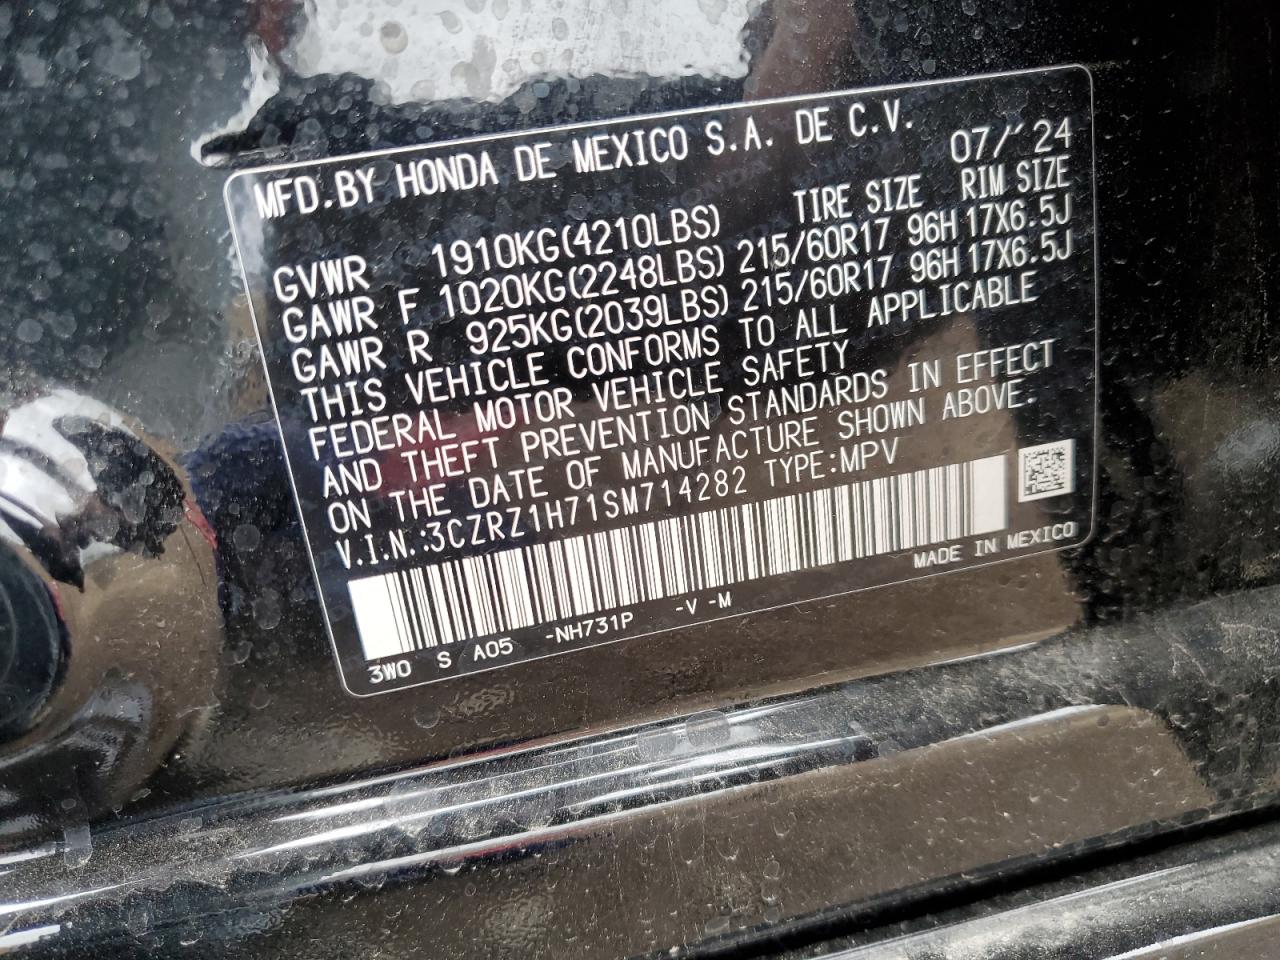 MFD.BY HONDA DE MEXICO S.A. DE C.V.
07/'24
TIRE SIZE RIM SIZE
GVWR 1910KG(4210LBS)
GAWR F 1020KG(2248LBS) 215/60R17 96H 17X6.5J
GAWR R 925KG(2039LBS) 215/60R17 96H 17X6.5J
THIS VEHICLE CONFORMS TO ALL APPLICABLE
FEDERAL MOTOR VEHICLE SAFETY
AND THEFT PREVENTION STANDARDS IN EFFECT
ON THE DATE OF MANUFACTURE SHOWN ABOVE.
V.I.N.:3CZRZ1H71SM714282 TYPE:MPV
MADE IN MEXICO
3W0 S A05 -NH731P -V -M